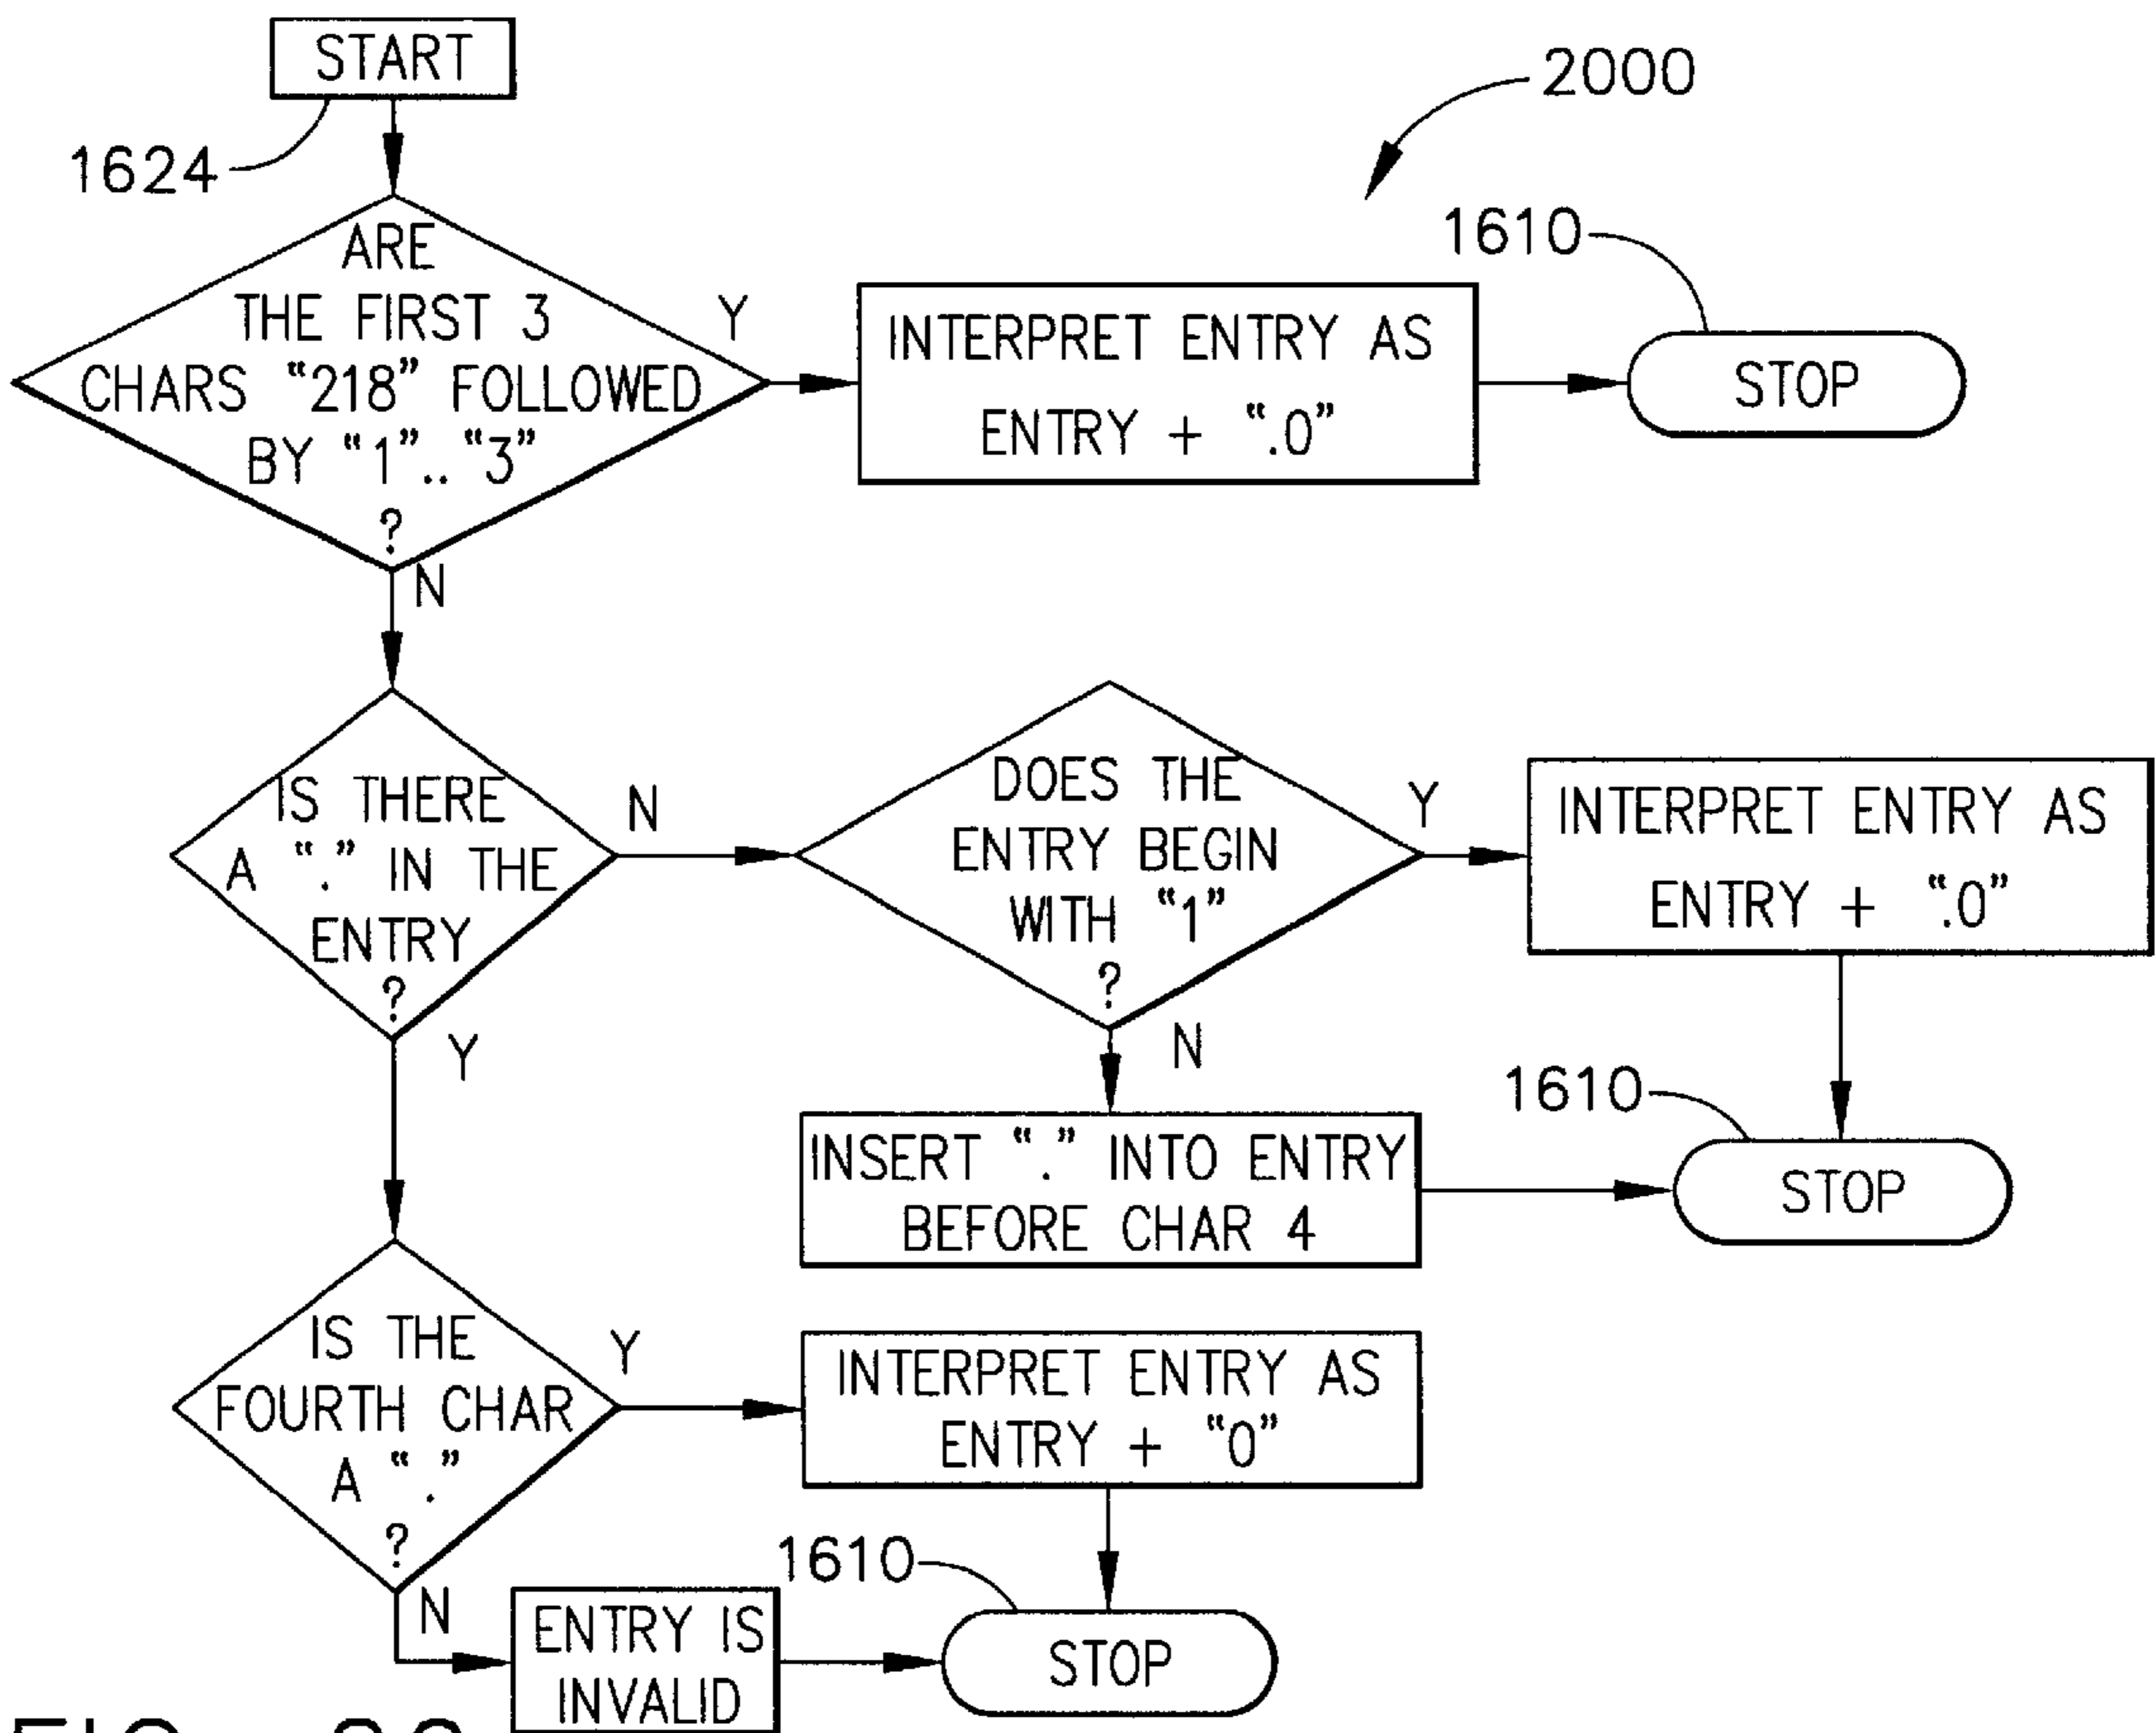 START
2000
1624
1610
ARE
THE FIRST 3
CHARS “218” FOLLOWED
BY “1”.. “3”
?
Y
INTERPRET ENTRY AS
ENTRY + “.0”
STOP
N
IS THERE
A “.” IN THE
ENTRY
?
N
DOES THE
ENTRY BEGIN
WITH “1”
?
Y
INTERPRET ENTRY AS
ENTRY + “.0”
Y
N
1610
INSERT “.” INTO ENTRY
BEFORE CHAR 4
STOP
IS THE
FOURTH CHAR
A “.”
?
Y
INTERPRET ENTRY AS
ENTRY + “0”
N
1610
ENTRY IS
INVALID
STOP